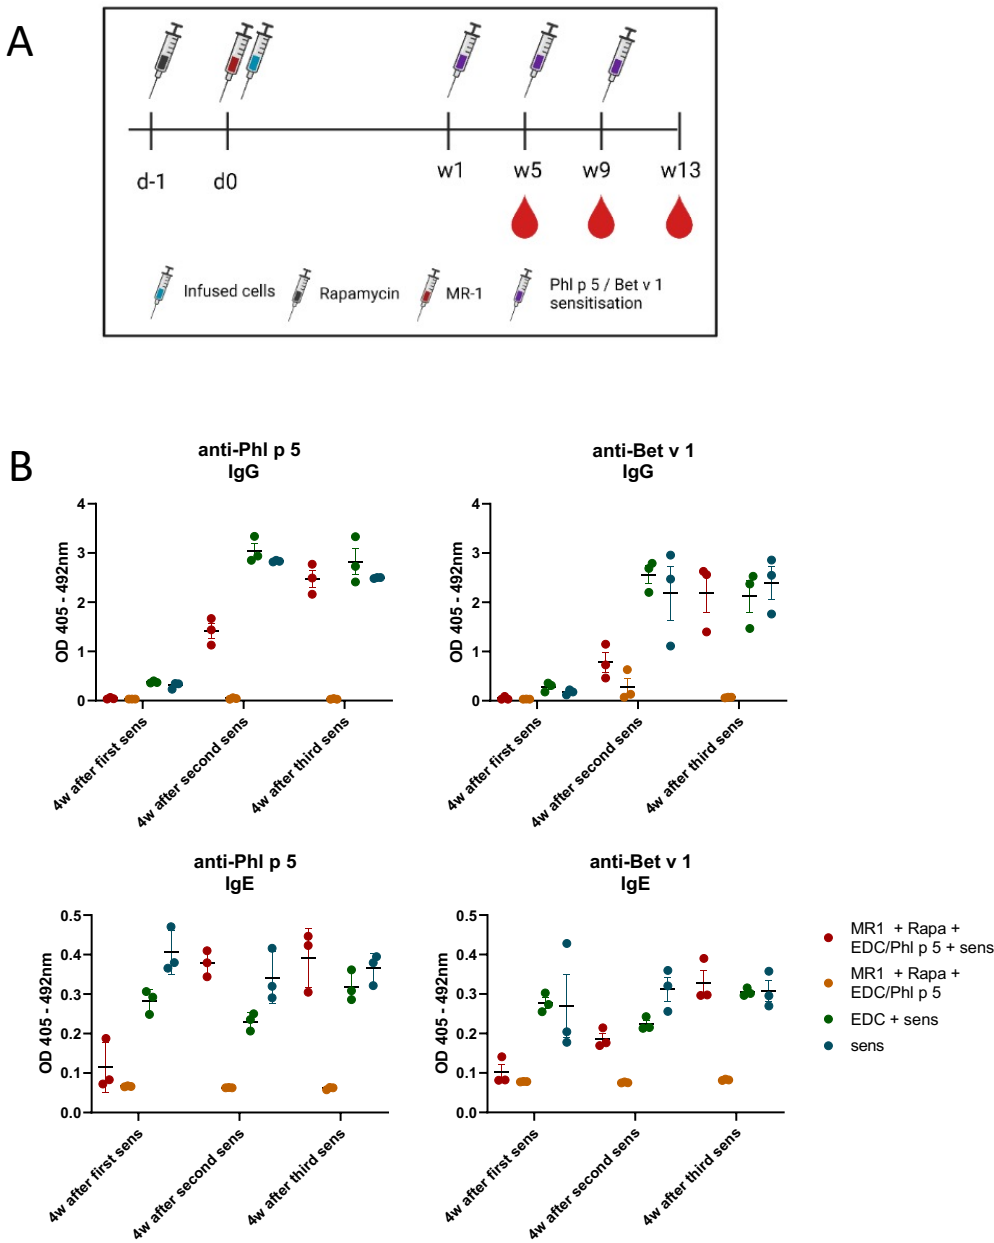 A
d-1
d0
w1
w5
w9
w13
Infused cells
Rapamycin
MR-1
Phl p 5 / Bet v 1
sensitisation
B
anti-Phl p 5
IgG
OD 405 - 492nm
4
3
2
1
0
4w after first sens
4w after second sens
4w after third sens
anti-Bet v 1
IgG
OD 405 - 492nm
4
3
2
1
0
4w after first sens
4w after second sens
4w after third sens
anti-Phl p 5
IgE
OD 405 - 492nm
0.5
0.4
0.3
0.2
0.1
0.0
4w after first sens
4w after second sens
4w after third sens
anti-Bet v 1
IgE
OD 405 - 492nm
0.5
0.4
0.3
0.2
0.1
0.0
4w after first sens
4w after second sens
4w after third sens
MR1 + Rapa +
EDC/Phl p 5 + sens
MR1 + Rapa +
EDC/Phl p 5
EDC + sens
sens